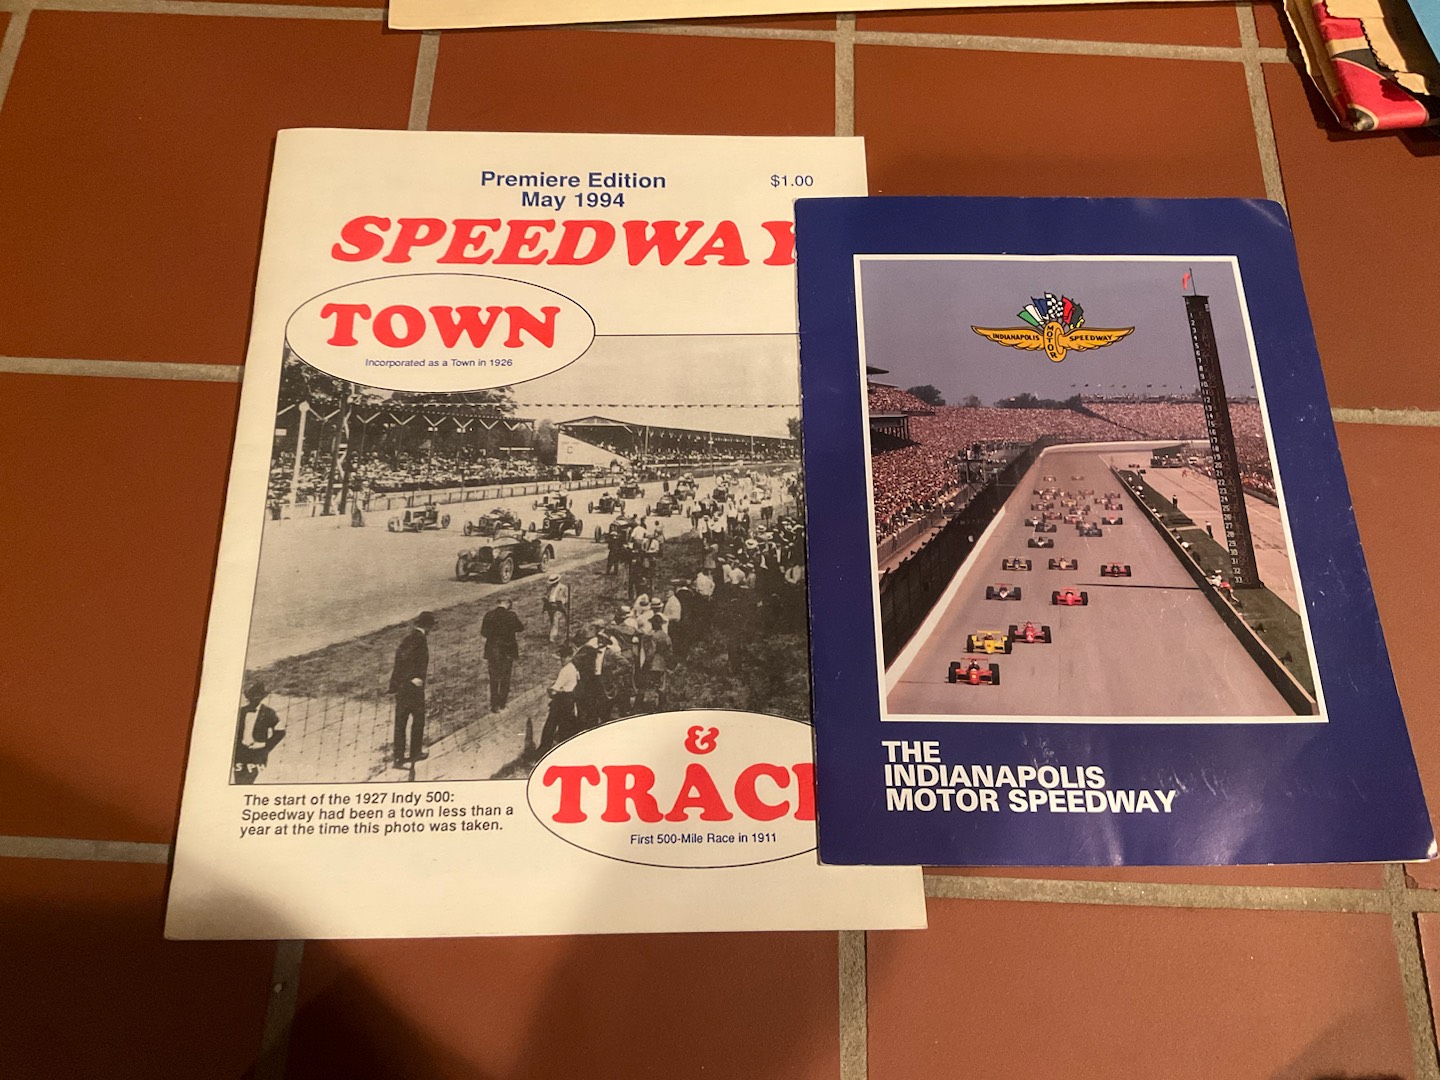 Premiere Edition
May 1994
$1.00
SPEEDWAY
TOWN
Incorporated as a Town in 1926
C
&
TRAC
First 500-Mile Race in 1911
The start of the 1927 Indy 500:
Speedway had been a town less than a
year at the time this photo was taken.
INDIANAPOLIS MOTOR SPEEDWAY
THE
INDIANAPOLIS
MOTOR SPEEDWAY